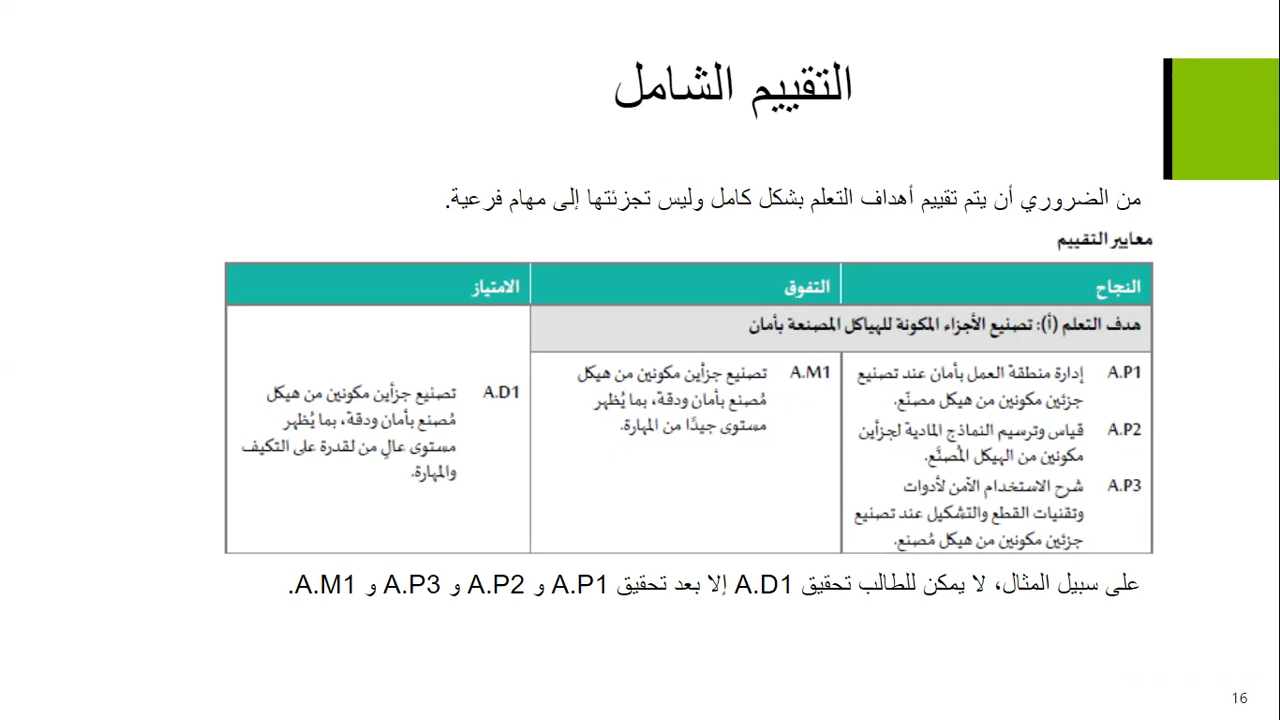 التقييم الشامل
من الضروري أن يتم تقييم أهداف التعلم بشكل كامل وليس تجزئتها إلى مهام فرعية.
معايير التقييم
النجاح
التفوق
الامتياز
هدف التعلم (أ): تصنيع الأجزاء المكونة للهياكل المصنعة بأمان
A.P1 إدارة منطقة العمل بأمان عند تصنيع
جزئين مكونين من هيكل مصنّع.
A.P2 قياس وترسيم النماذج المادية لجزأين
مكونين من الهيكل المُصنَّع.
A.P3 شرح الاستخدام الآمن لأدوات
وتقنيات القطع والتشكيل عند تصنيع
جزئين مكونين من هيكل مُصنع.
A.M1 تصنيع جزأين مكونين من هيكل
مُصنع بأمان ودقة، بما يُظهر
مستوى جيدًا من المهارة.
A.D1 تصنيع جزأين مكونين من هيكل
مُصنع بأمان ودقة، بما يُظهر
مستوى عالٍ من لقدرة على التكيف
والمهارة.
على سبيل المثال، لا يمكن للطالب تحقيق A.D1 إلا بعد تحقيق A.P1 و A.P2 و A.P3 و A.M1.
16